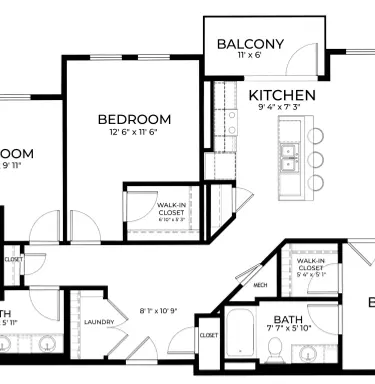 BALCONY
11' x 6'
KITCHEN
9' 4" x 7' 3"
BEDROOM
12' 6" x 11' 6"
OOM
9' 11"
WALK-IN
CLOSET
6' 10" x 5' 3"
CLOSET
WALK-IN
CLOSET
5' 4" x 5' 1"
MECH
8' 1" x 10' 9"
LAUNDRY
CLOSET
BATH
7' 7" x 5' 10"
TH
5' 11"
B